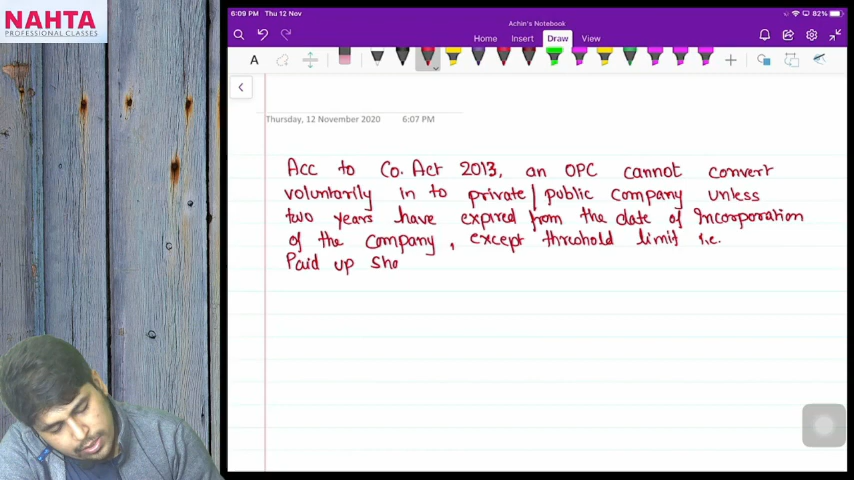 NAHTA
PROFESSIONAL CLASSES
6:09 PM Thu 12 Nov
82%
Achin's Notebook
Home Insert Draw View
A
Thursday, 12 November 2020 6:07 PM
Acc to Co. Act 2013, an OPC cannot convert
voluntarily in to private/public company unless
two years have expired from the date of Incorporation
of the company, except threshold limit i.e.
Paid up sha